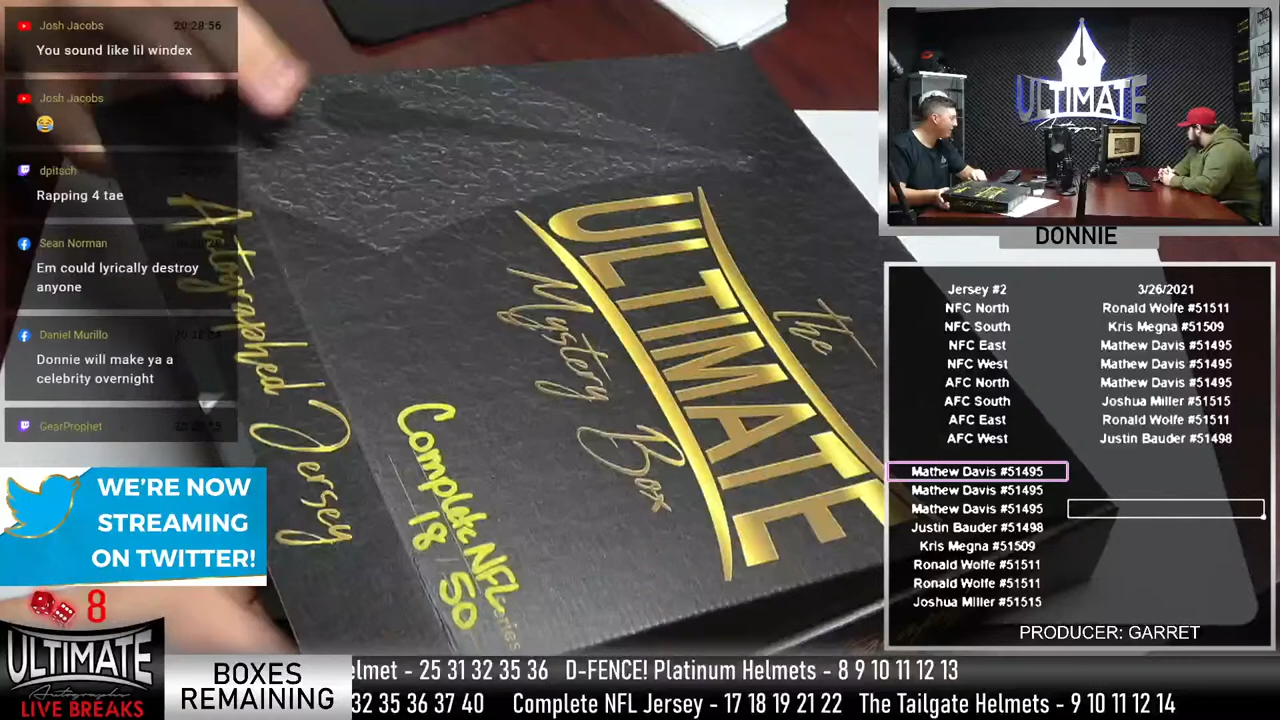 Josh Jacobs 20:28:56
You sound like lil windex
Josh Jacobs
😂
dpitsch
Rapping 4 tae
Sean Norman
Em could lyrically destroy
anyone
Daniel Murillo
Donnie will make ya a
celebrity overnight
GearProphet
WE'RE NOW
STREAMING
ON TWITTER!
8
ULTIMATE
Autographs
LIVE BREAKS
BOXES
REMAINING
elmet - 25 31 32 35 36 D-FENCE! Platinum Helmets - 8 9 10 11 12 13
32 35 36 37 40 Complete NFL Jersey - 17 18 19 21 22 The Tailgate Helmets - 9 10 11 12 14
Autographed Jersey
the
ULTIMATE
Mystery Box
Complete NFL
18/50
ULTIMATE
DONNIE
Jersey #2 3/26/2021
NFC North Ronald Wolfe #51511
NFC South Kris Megna #51509
NFC East Mathew Davis #51495
NFC West Mathew Davis #51495
AFC North Mathew Davis #51495
AFC South Joshua Miller #51515
AFC East Ronald Wolfe #51511
AFC West Justin Bauder #51498
Mathew Davis #51495
Mathew Davis #51495
Mathew Davis #51495
Justin Bauder #51498
Kris Megna #51509
Ronald Wolfe #51511
Ronald Wolfe #51511
Joshua Miller #51515
PRODUCER: GARRET